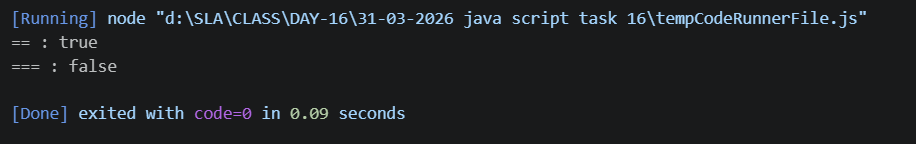 [Running] node "d:\SLA\CLASS\DAY-16\31-03-2026 java script task 16\tempCodeRunnerFile.js"
== : true
=== : false
[Done] exited with code=0 in 0.09 seconds